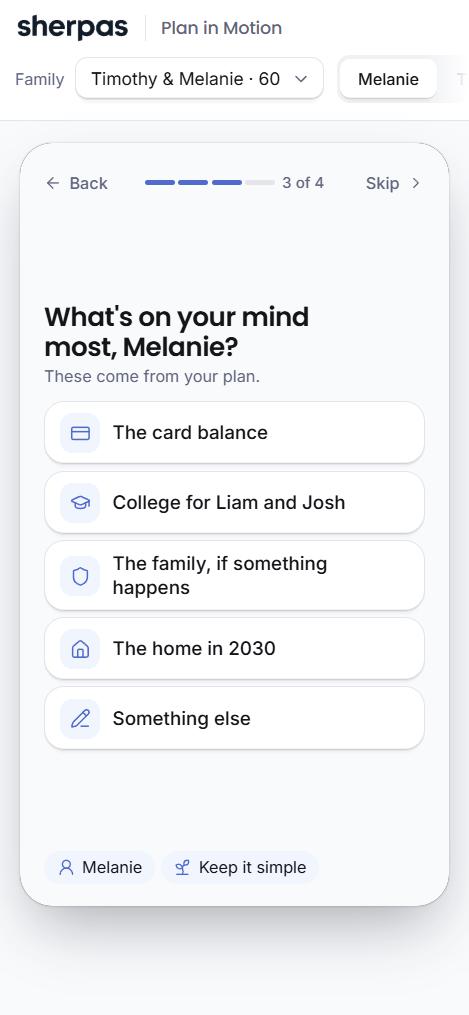 sherpas
Plan in Motion
Family
Timothy & Melanie · 60
Melanie
T
Back
3 of 4
Skip
What's on your mind
most, Melanie?
These come from your plan.
The card balance
College for Liam and Josh
The family, if something
happens
The home in 2030
Something else
Melanie
Keep it simple